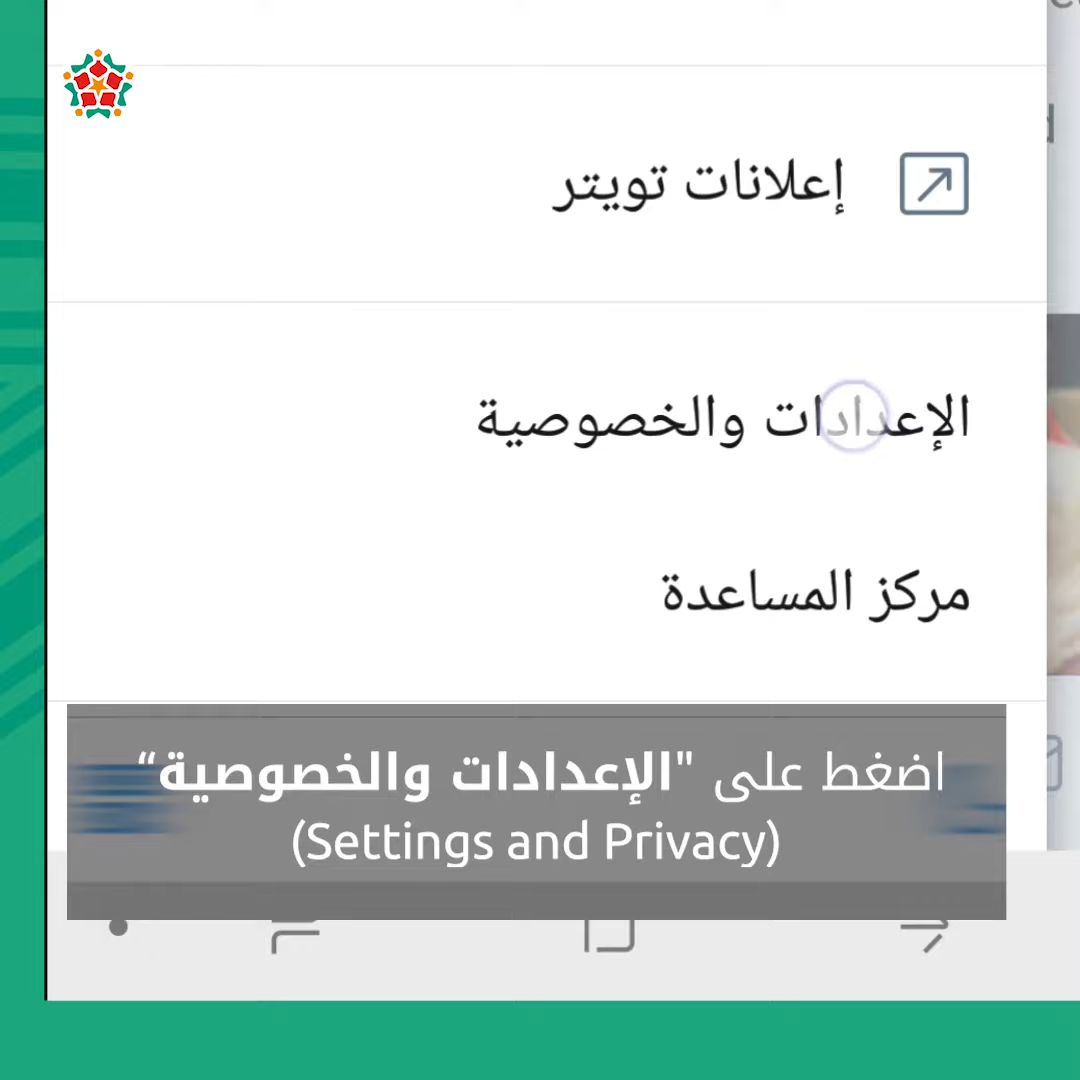 إعلانات تويتر
الإعدادات والخصوصية
مركز المساعدة
اضغط على "الإعدادات والخصوصية“
(Settings and Privacy)